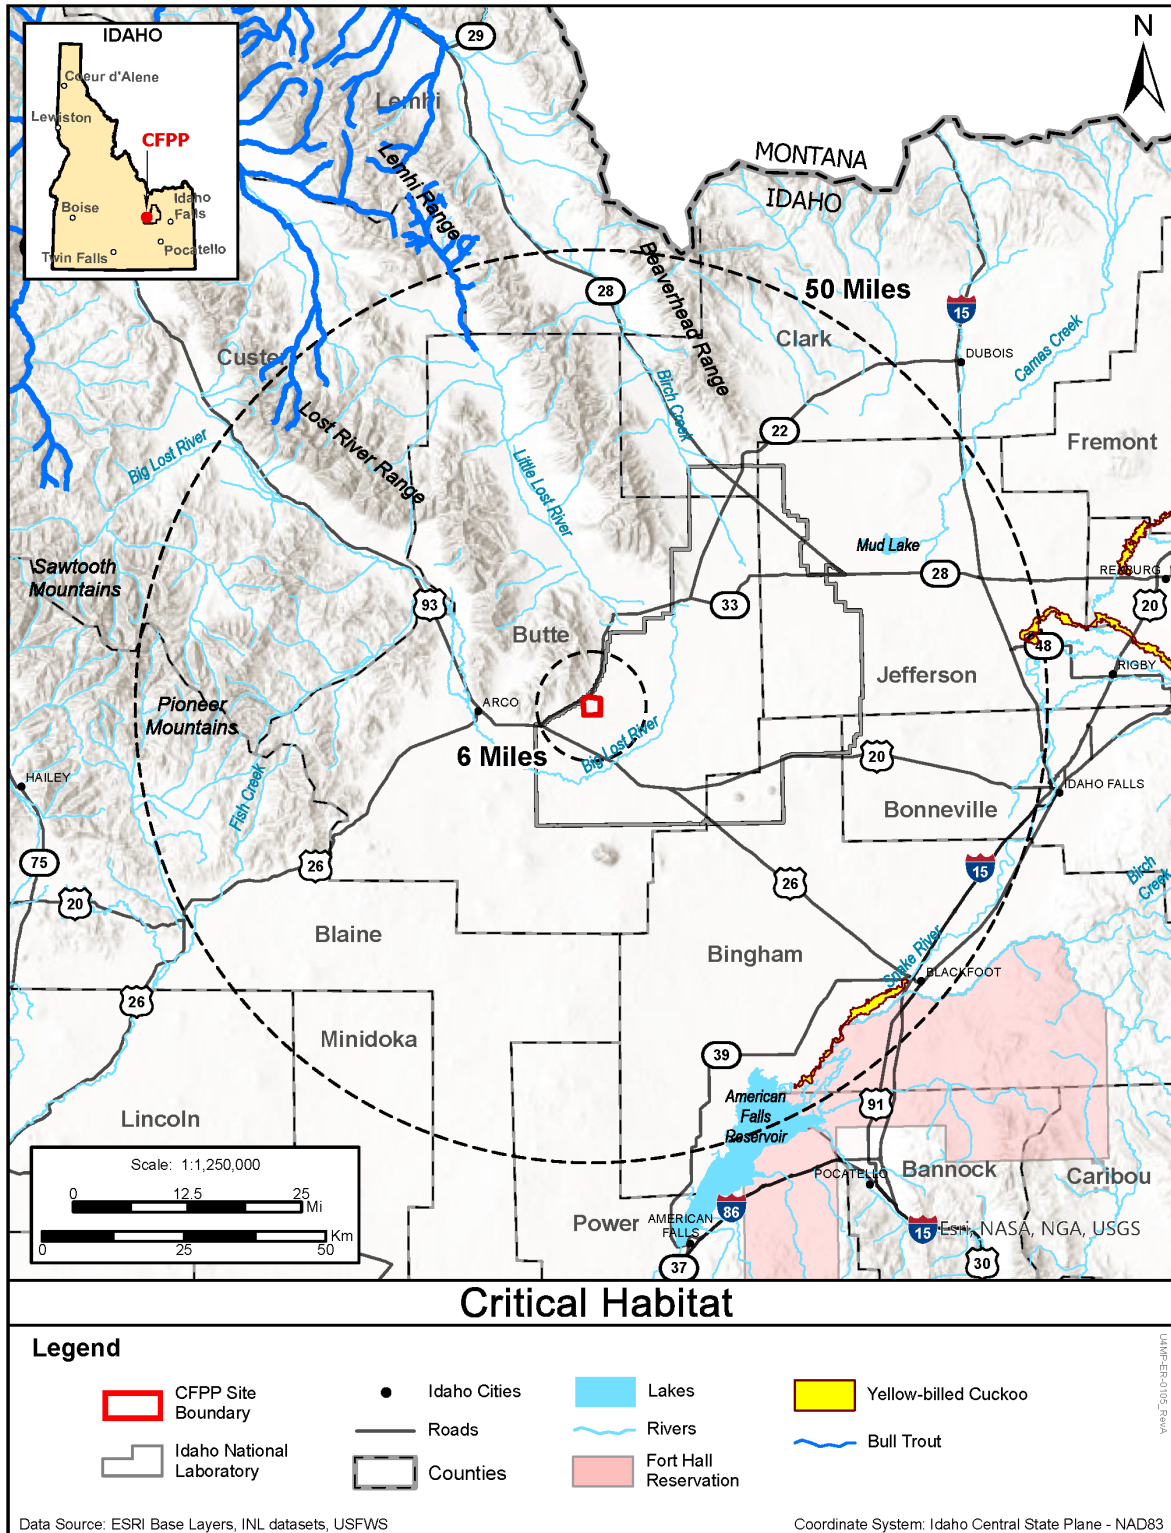 IDAHO
Coeur d'Alene
Lewiston
CFPP
Boise
Idaho
Falls
Twin Falls
Pocatello
29
N
Lemhi
Lemhi Range
MONTANA
IDAHO
Beaverhead Range
28
50 Miles
15
Clark
DUBOIS
Camas Creek
Custer
Birch Creek
Lost River Range
22
Fremont
Big Lost River
Little Lost River
Mud Lake
Sawtooth
Mountains
28
REXBURG
93
33
20
Butte
48
RIGBY
Jefferson
Pioneer
Mountains
ARCO
6 Miles
Big Lost River
20
HAILEY
Fish Creek
IDAHO FALLS
Bonneville
75
26
15
Birch
Creek
20
26
Blaine
Bingham
Snake River
BLACKFOOT
26
Minidoka
39
American
Falls
Reservoir
91
Lincoln
Scale: 1:1,250,000
0 12.5 25
Mi
Km
0 25 50
POCATELLO
Bannock
Caribou
Power
AMERICAN
FALLS
86
15
Esri, NASA, NGA, USGS
37
30
Critical Habitat
Legend
CFPP Site
Boundary
Idaho National
Laboratory
Idaho Cities
Roads
Counties
Lakes
Rivers
Fort Hall
Reservation
Yellow-billed Cuckoo
Bull Trout
U4MP-ER-0105_RevA
Data Source: ESRI Base Layers, INL datasets, USFWS
Coordinate System: Idaho Central State Plane - NAD83